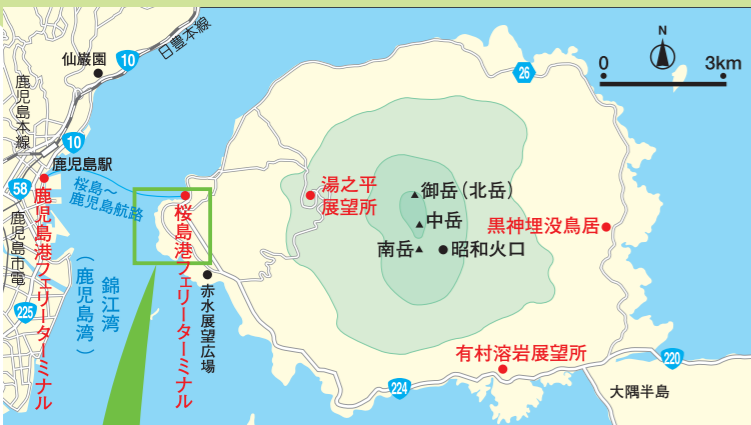 仙巌園
10
日豊本線
鹿児島本線
10
鹿児島駅
58
桜島〜
鹿児島航路
鹿児島市電
鹿児島港フェリーターミナル
225
錦江湾
(鹿児島湾)
桜島港フェリーターミナル
赤水展望広場
湯之平
展望所
御岳(北岳)
中岳
南岳
昭和火口
黒神埋没鳥居
有村溶岩展望所
26
224
220
大隅半島
N
0
3km